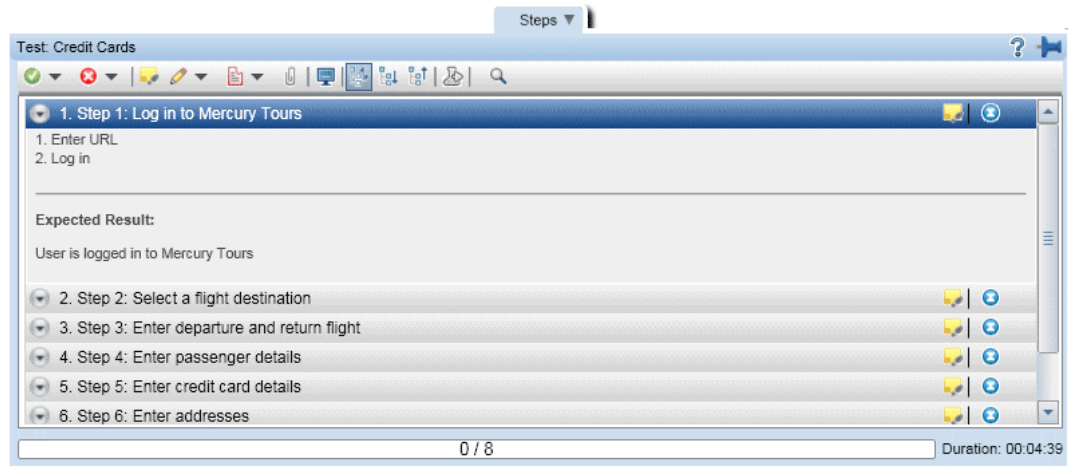 Steps
Test: Credit Cards
1. Step 1: Log in to Mercury Tours
1. Enter URL
2. Log in
Expected Result:
User is logged in to Mercury Tours
2. Step 2: Select a flight destination
3. Step 3: Enter departure and return flight
4. Step 4: Enter passenger details
5. Step 5: Enter credit card details
6. Step 6: Enter addresses
0 / 8
Duration: 00:04:39